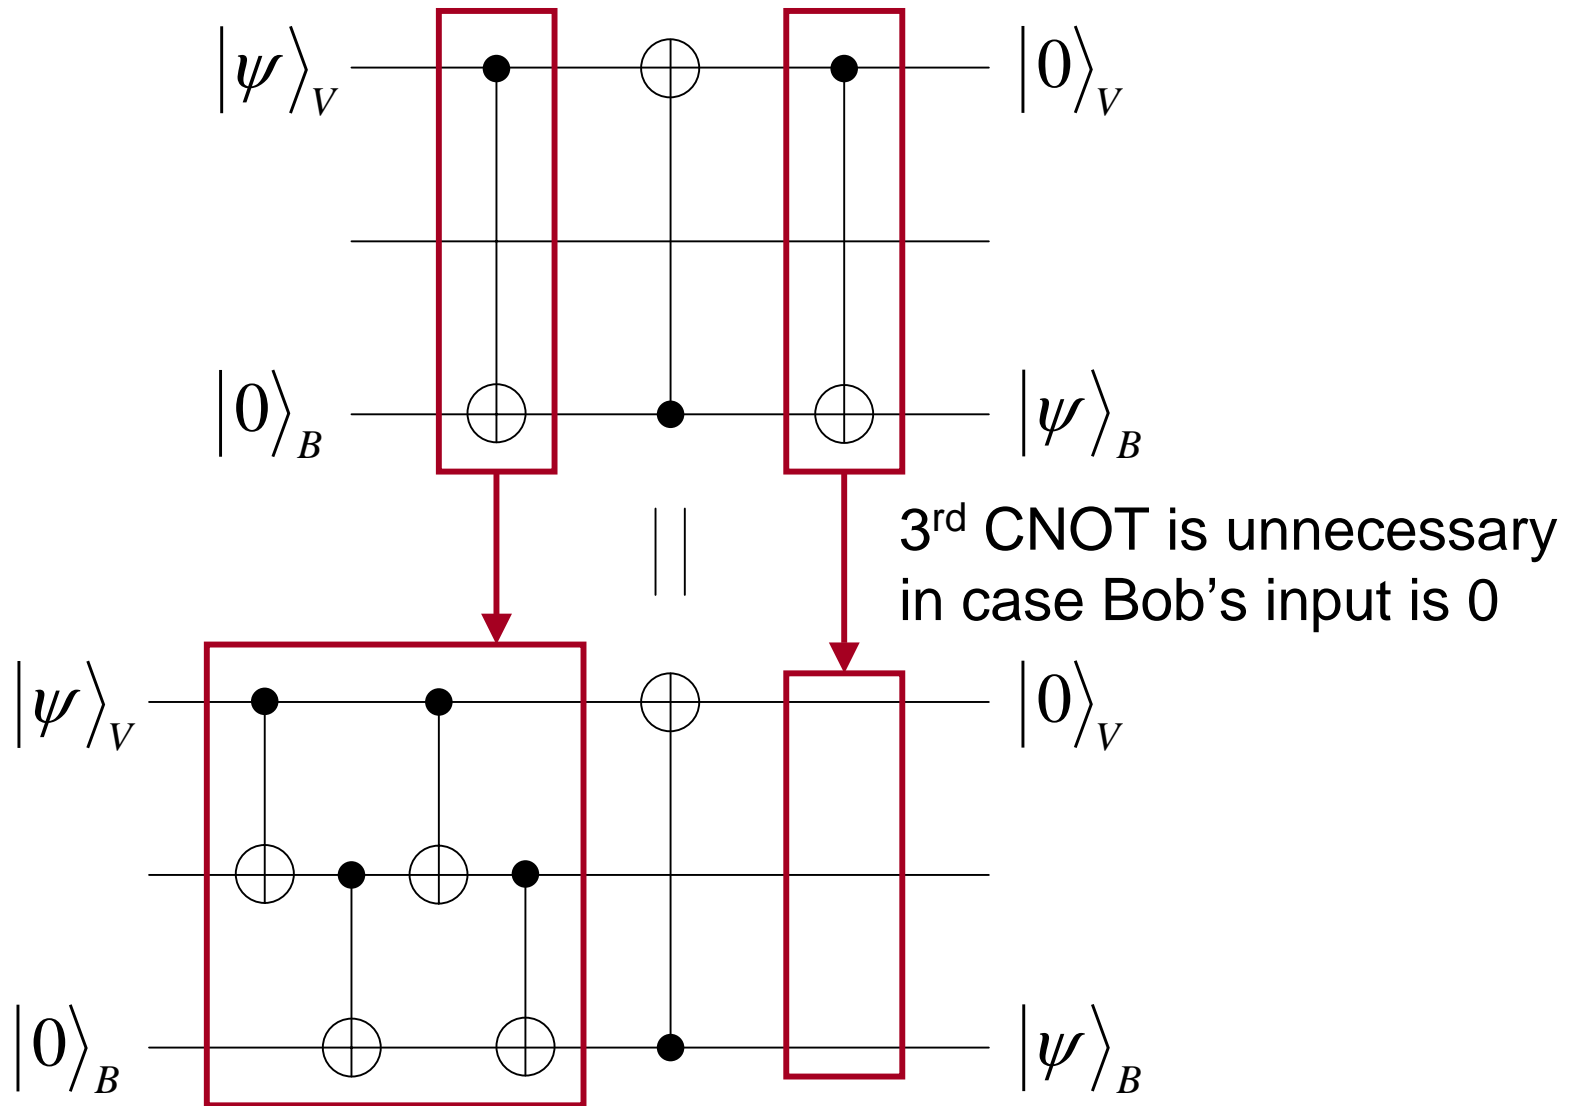 |ψ⟩V |0⟩V
|0⟩B |ψ⟩B
3rd CNOT is unnecessary
in case Bob's input is 0
|ψ⟩V |0⟩V
|0⟩B |ψ⟩B